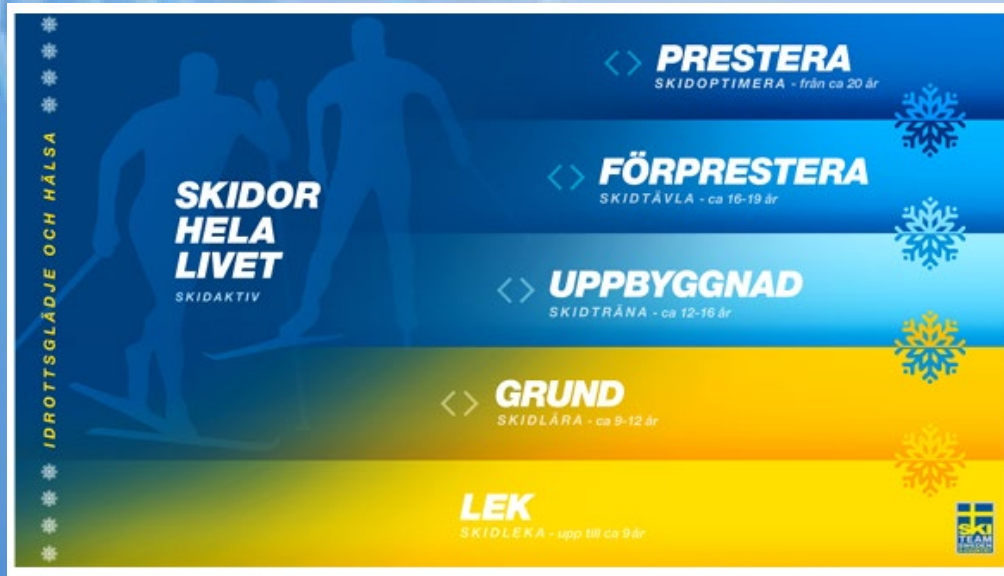 IDROTTSGLÄDJE OCH HÄLSA
SKIDOR
HELA
LIVET
SKIDAKTIV
<> PRESTERA
SKIDOPTIMERA - från ca 20 år
<> FÖRPRESTERA
SKIDTÄVLA - ca 16-19 år
<> UPPBYGGNAD
SKIDTRÄNA - ca 12-16 år
<> GRUND
SKIDLÄRA - ca 9-12 år
LEK
SKIDLEKA - upp till ca 9 år
SKI
TEAM
SWEDEN